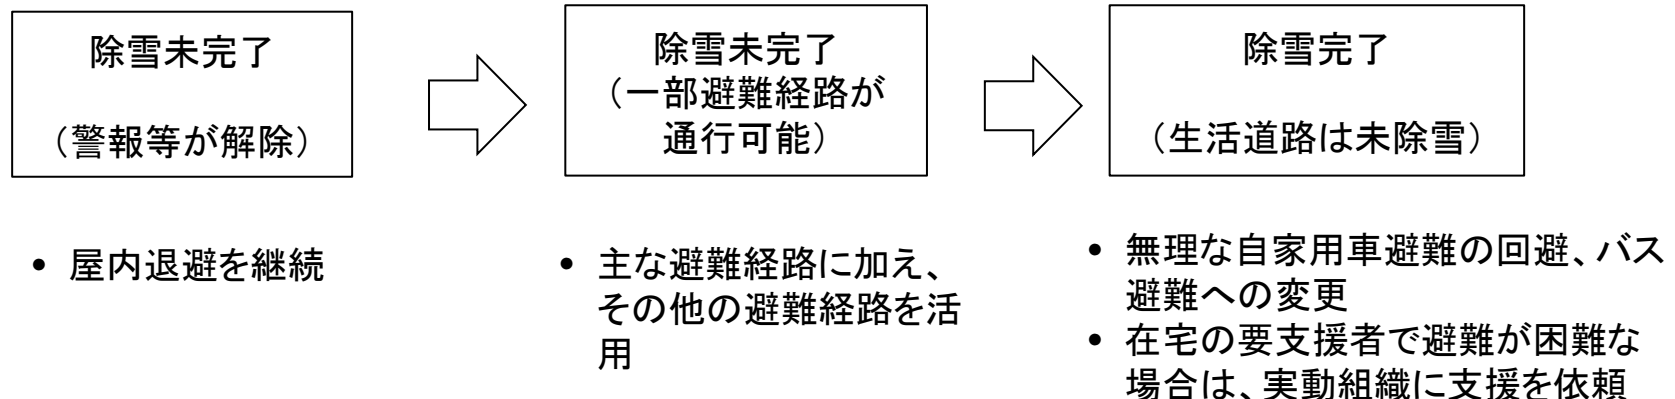 除雪未完了
（警報等が解除）
除雪未完了
（一部避難経路が
通行可能）
除雪完了
（生活道路は未除雪）
• 屋内退避を継続
• 主な避難経路に加え、
その他の避難経路を活
用
• 無理な自家用車避難の回避、バス
避難への変更
• 在宅の要支援者で避難が困難な
場合は、実動組織に支援を依頼